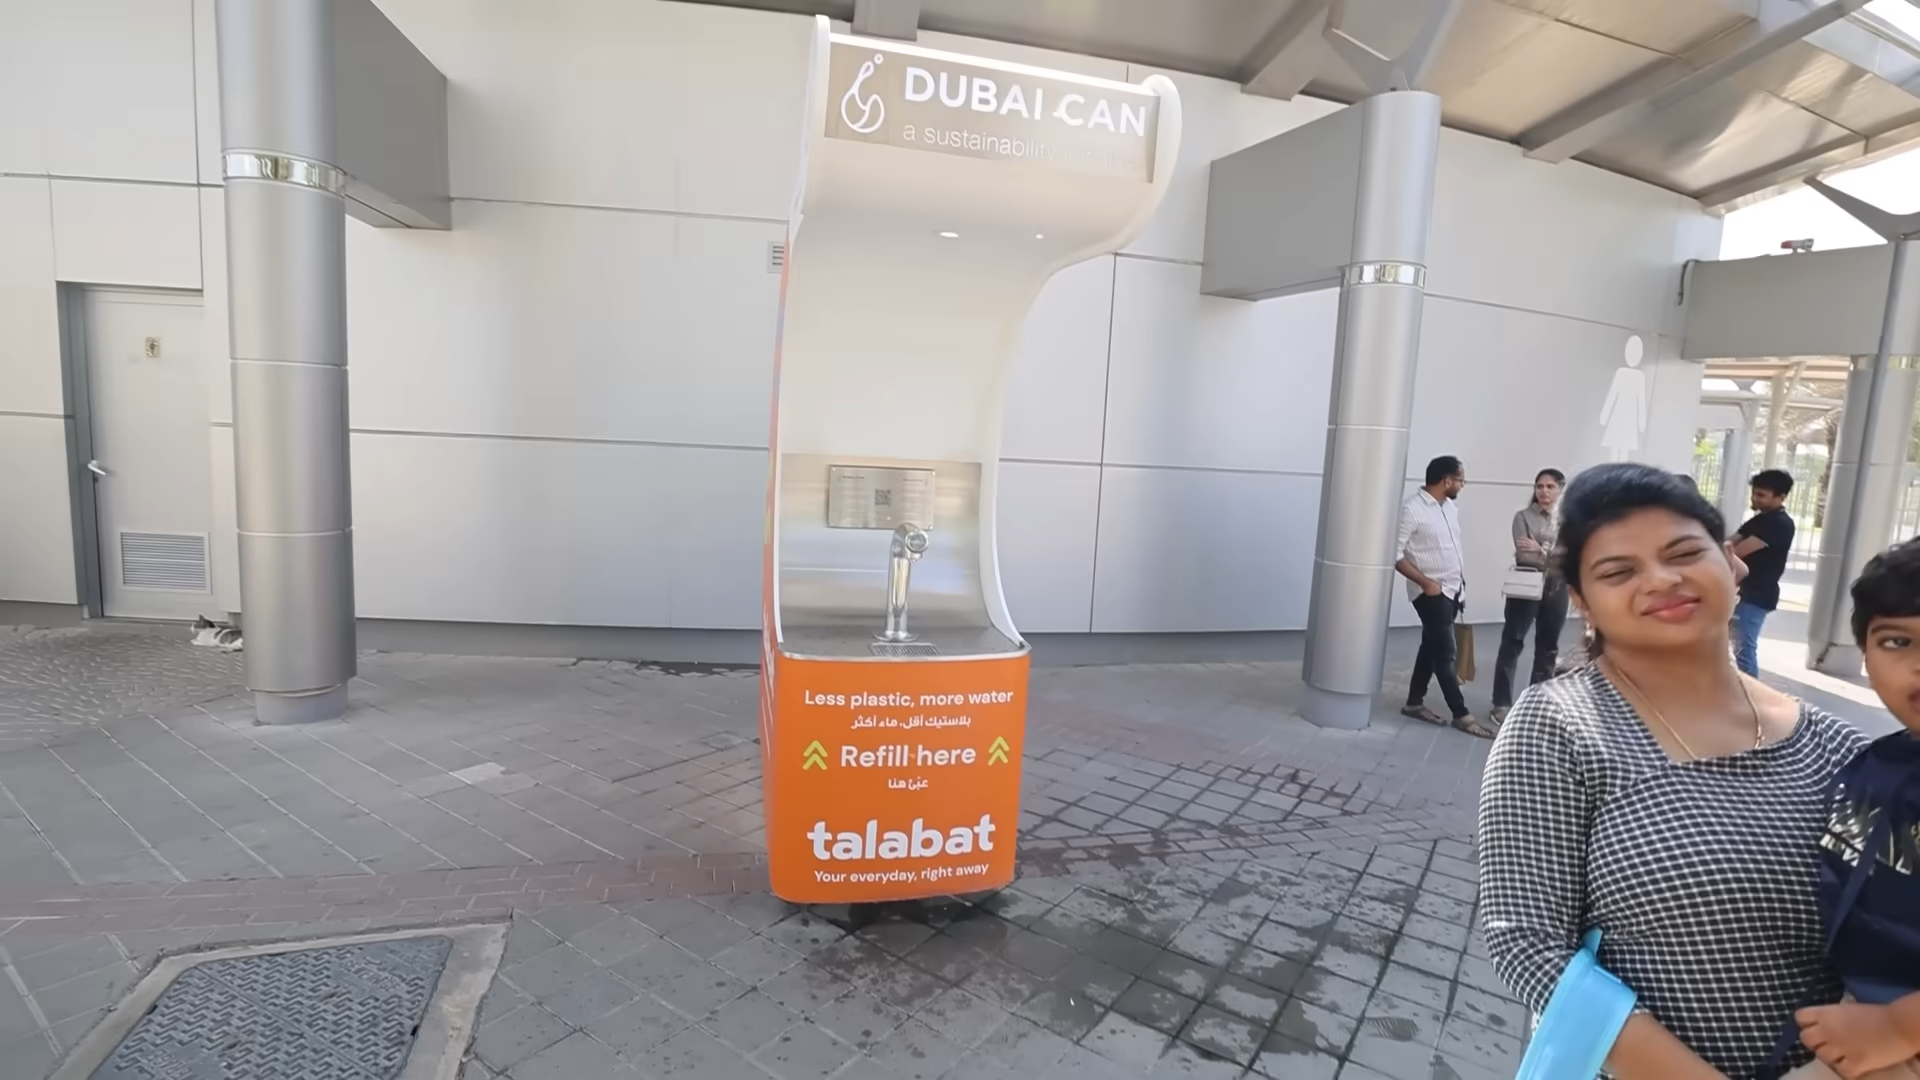 DUBAI CAN
a sustainability
Less plastic, more water
بلاستيك أقل، ماء أكثر
Refill here
عبّئ هنا
talabat
Your everyday, right away